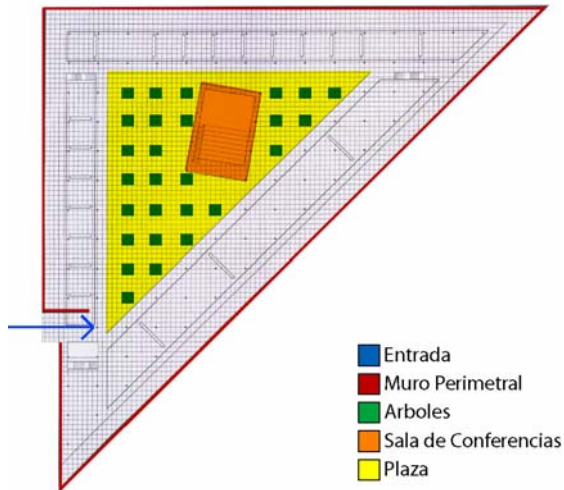 Entrada
Muro Perimetral
Arboles
Sala de Conferencias
Plaza